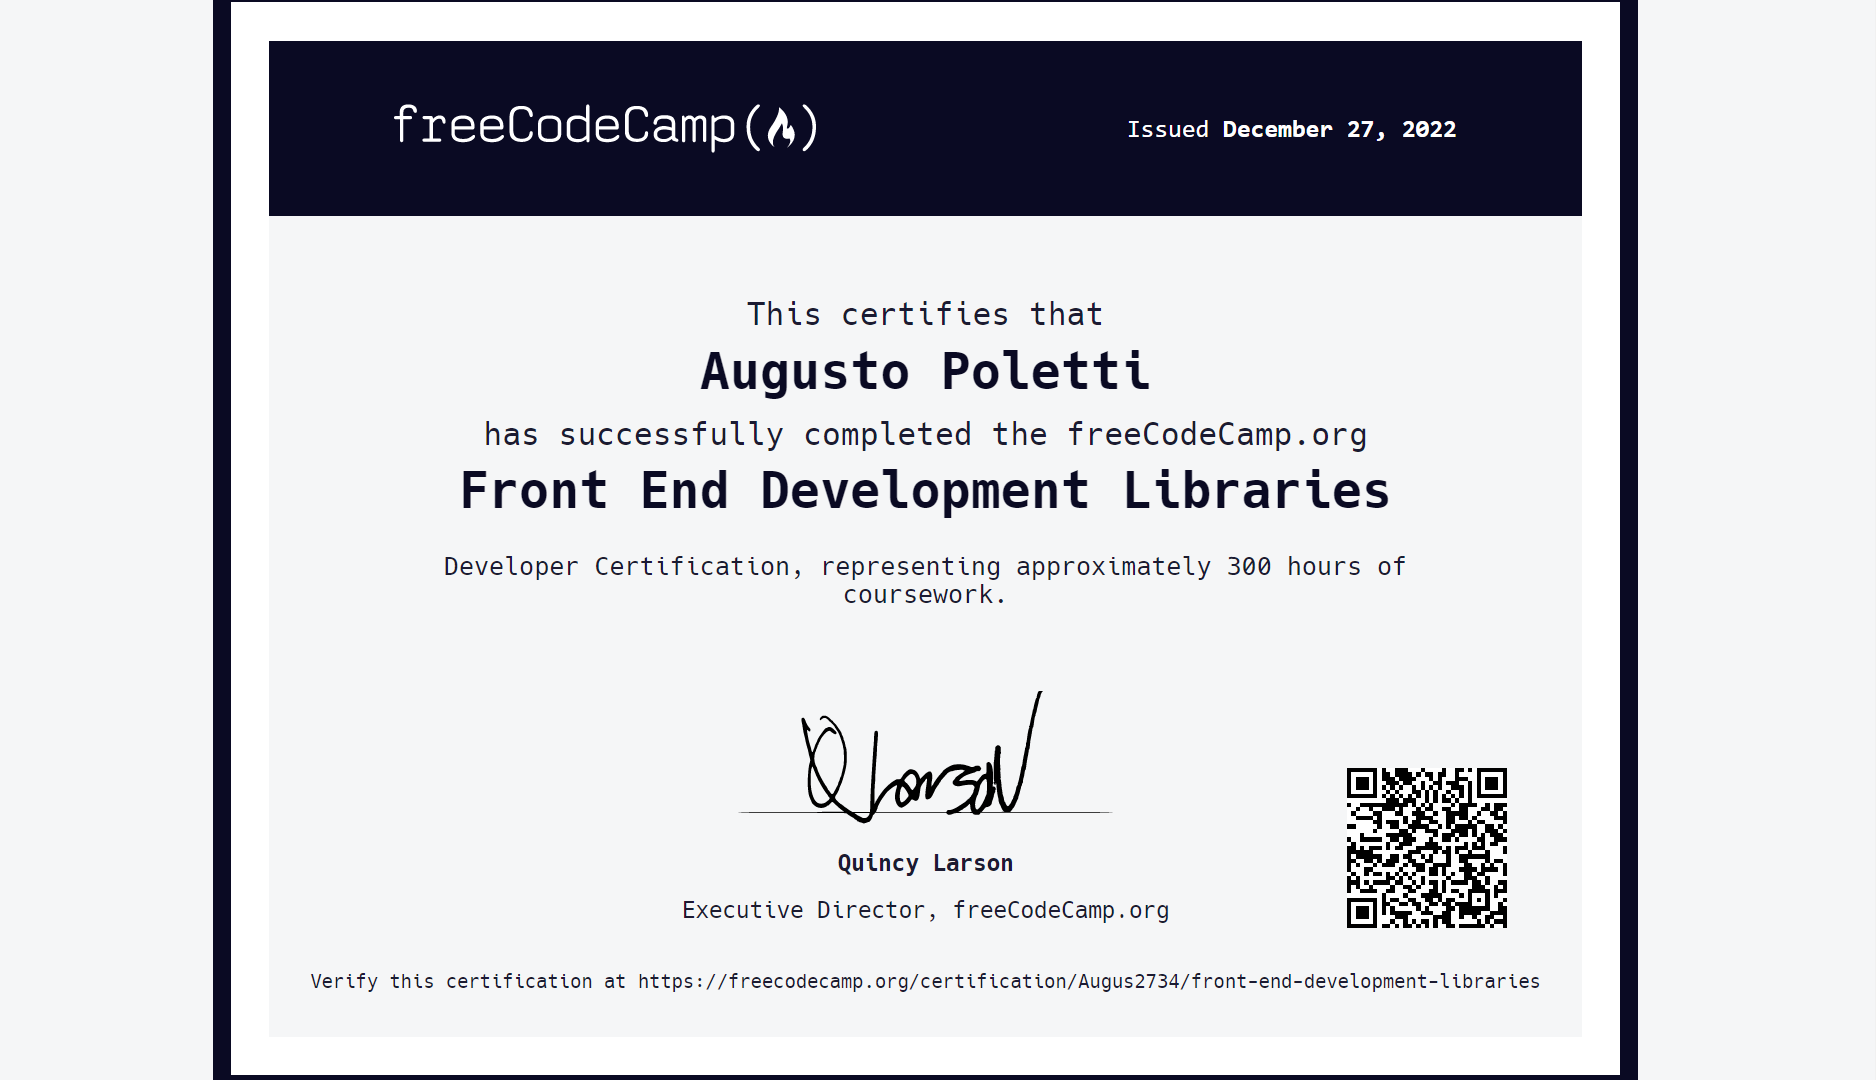 freeCodeCamp
Issued December 27, 2022
This certifies that
Augusto Poletti
has successfully completed the freeCodeCamp.org
Front End Development Libraries
Developer Certification, representing approximately 300 hours of
coursework.
Quincy Larson
Executive Director, freeCodeCamp.org
Verify this certification at https://freecodecamp.org/certification/Augus2734/front-end-development-libraries